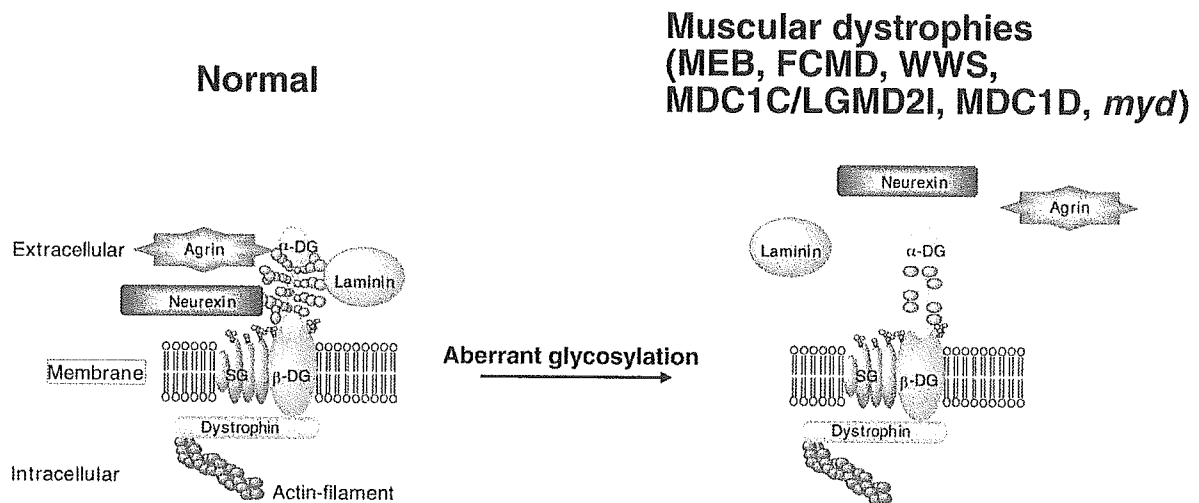 Normal
Muscular dystrophies
(MEB, FCMD, WWS,
MDC1C/LGMD2I, MDC1D, myd)
Extracellular
Agrin
α-DG
Laminin
Neurexin
Membrane
SG
β-DG
Dystrophin
Intracellular
Actin-filament
Aberrant glycosylation
Neurexin
Agrin
Laminin
α-DG
SG
β-DG
Dystrophin